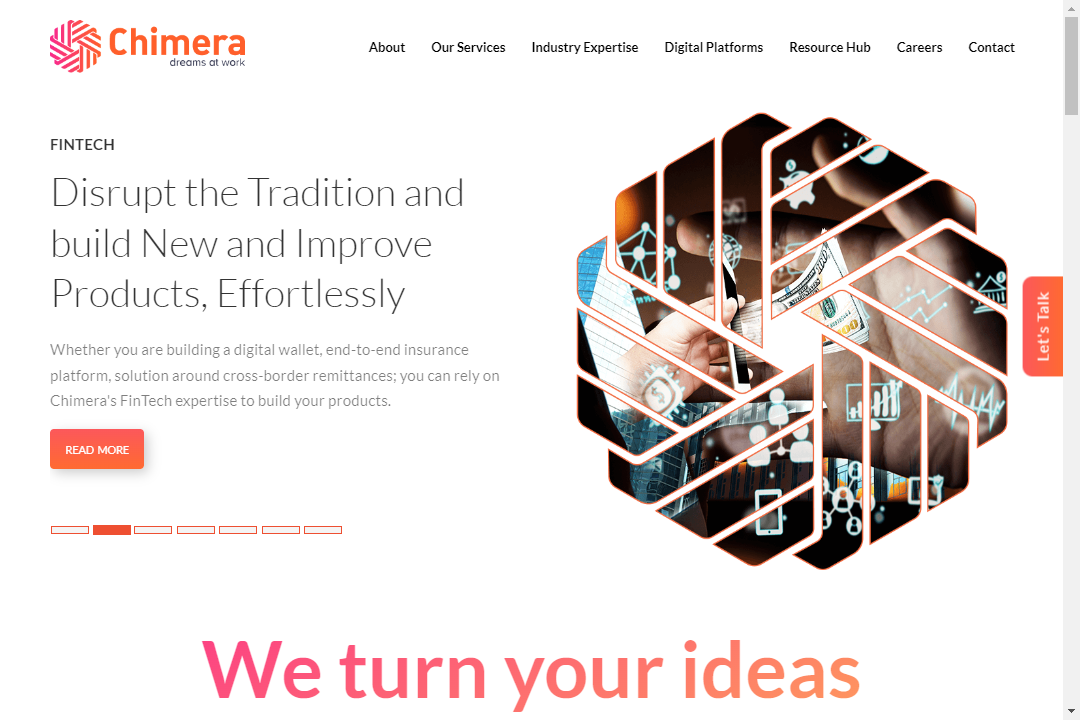 Chimera
dreams at work
About Our Services Industry Expertise Digital Platforms Resource Hub Careers Contact
FINTECH
Disrupt the Tradition and
build New and Improve
Products, Effortlessly
Whether you are building a digital wallet, end-to-end insurance
platform, solution around cross-border remittances; you can rely on
Chimera's FinTech expertise to build your products.
READ MORE
Let's Talk
100
We turn your ideas